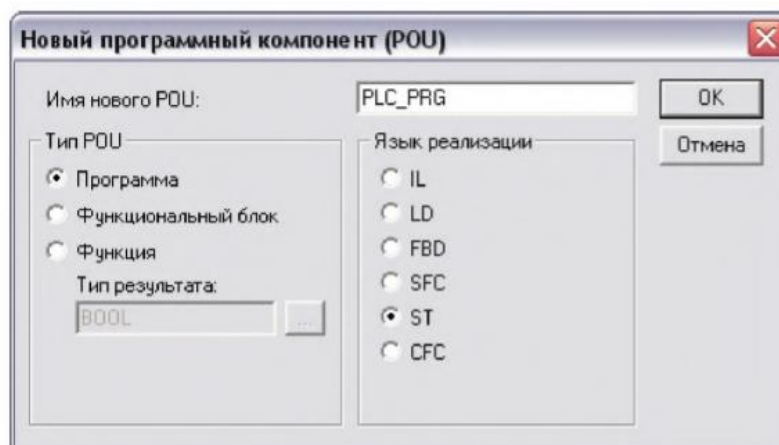 Новый программный компонент (POU)
Имя нового POU:
PLC_PRG
OK
Отмена
Тип POU
Программа
Функциональный блок
Функция
Тип результата:
BOOL
...
Язык реализации
IL
LD
FBD
SFC
ST
CFC